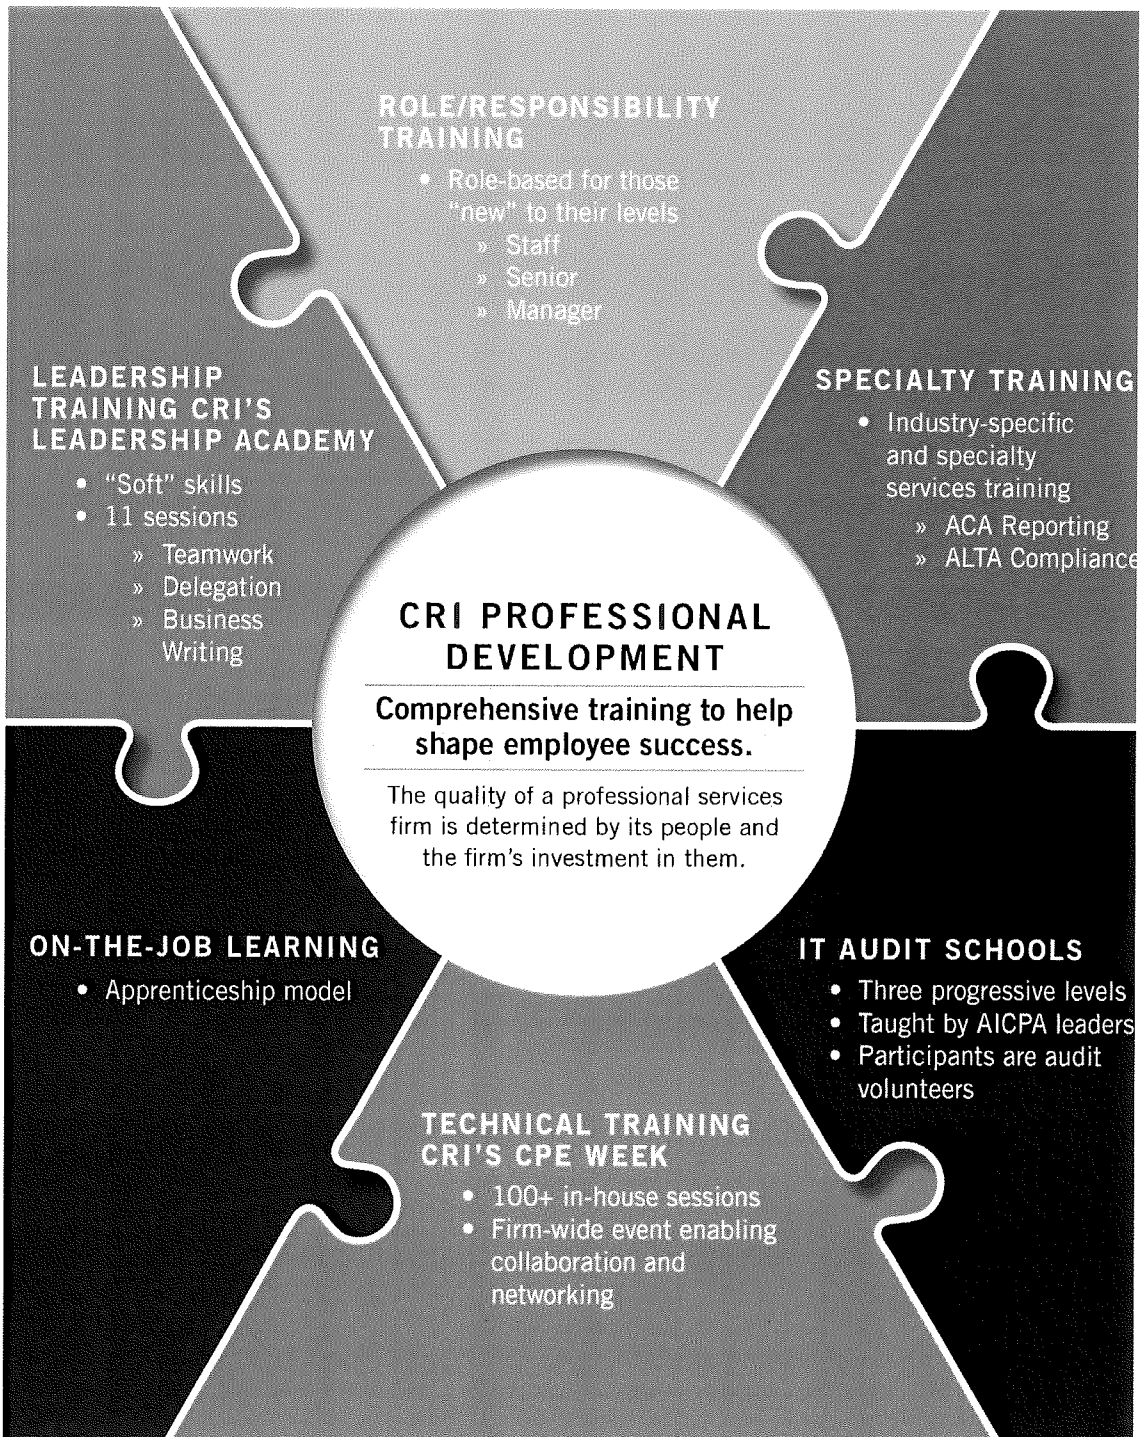 ROLE/RESPONSIBILITY
TRAINING
• Role-based for those
"new" to their levels
» Staff
» Senior
» Manager
LEADERSHIP
TRAINING CRI'S
LEADERSHIP ACADEMY
• "Soft" skills
• 11 sessions
» Teamwork
» Delegation
» Business
Writing
SPECIALTY TRAINING
• Industry-specific
and specialty
services training
» ACA Reporting
» ALTA Compliance
CRI PROFESSIONAL
DEVELOPMENT
Comprehensive training to help
shape employee success.
The quality of a professional services
firm is determined by its people and
the firm's investment in them.
ON-THE-JOB LEARNING
• Apprenticeship model
IT AUDIT SCHOOLS
• Three progressive levels
• Taught by AICPA leaders
• Participants are audit
volunteers
TECHNICAL TRAINING
CRI'S CPE WEEK
• 100+ in-house sessions
• Firm-wide event enabling
collaboration and
networking